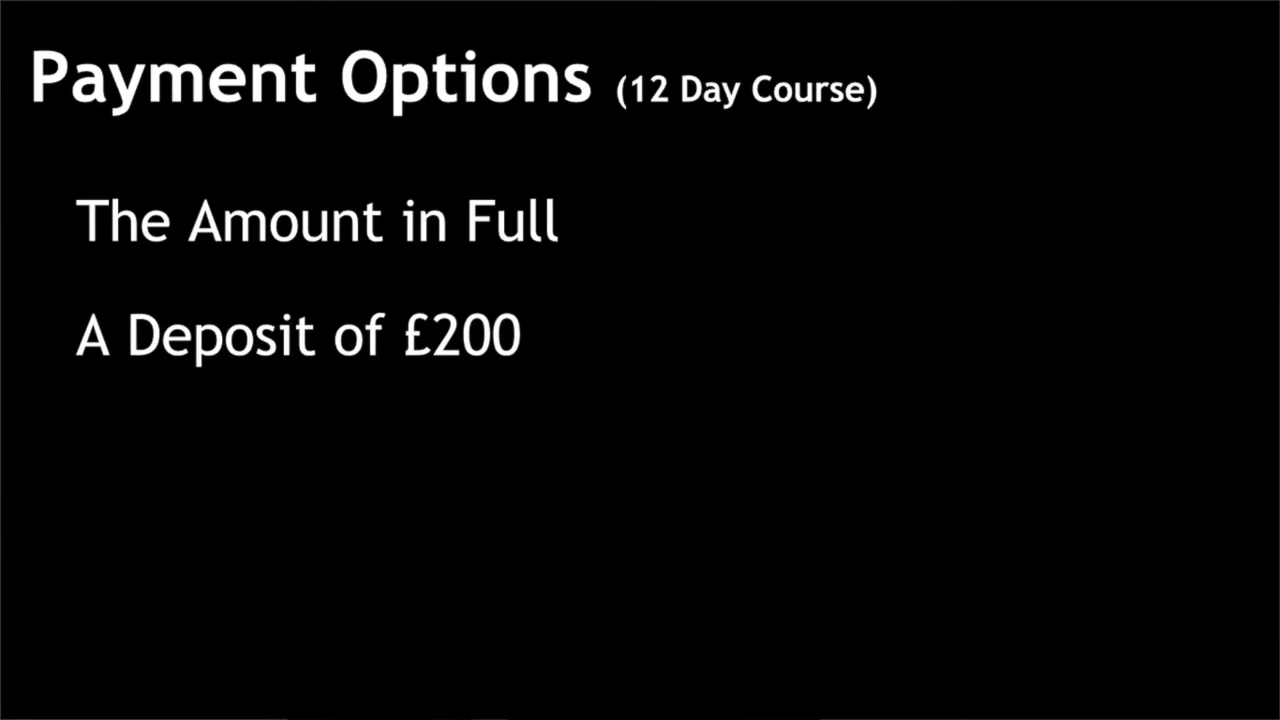 Payment Options (12 Day Course)
The Amount in Full
A Deposit of £200